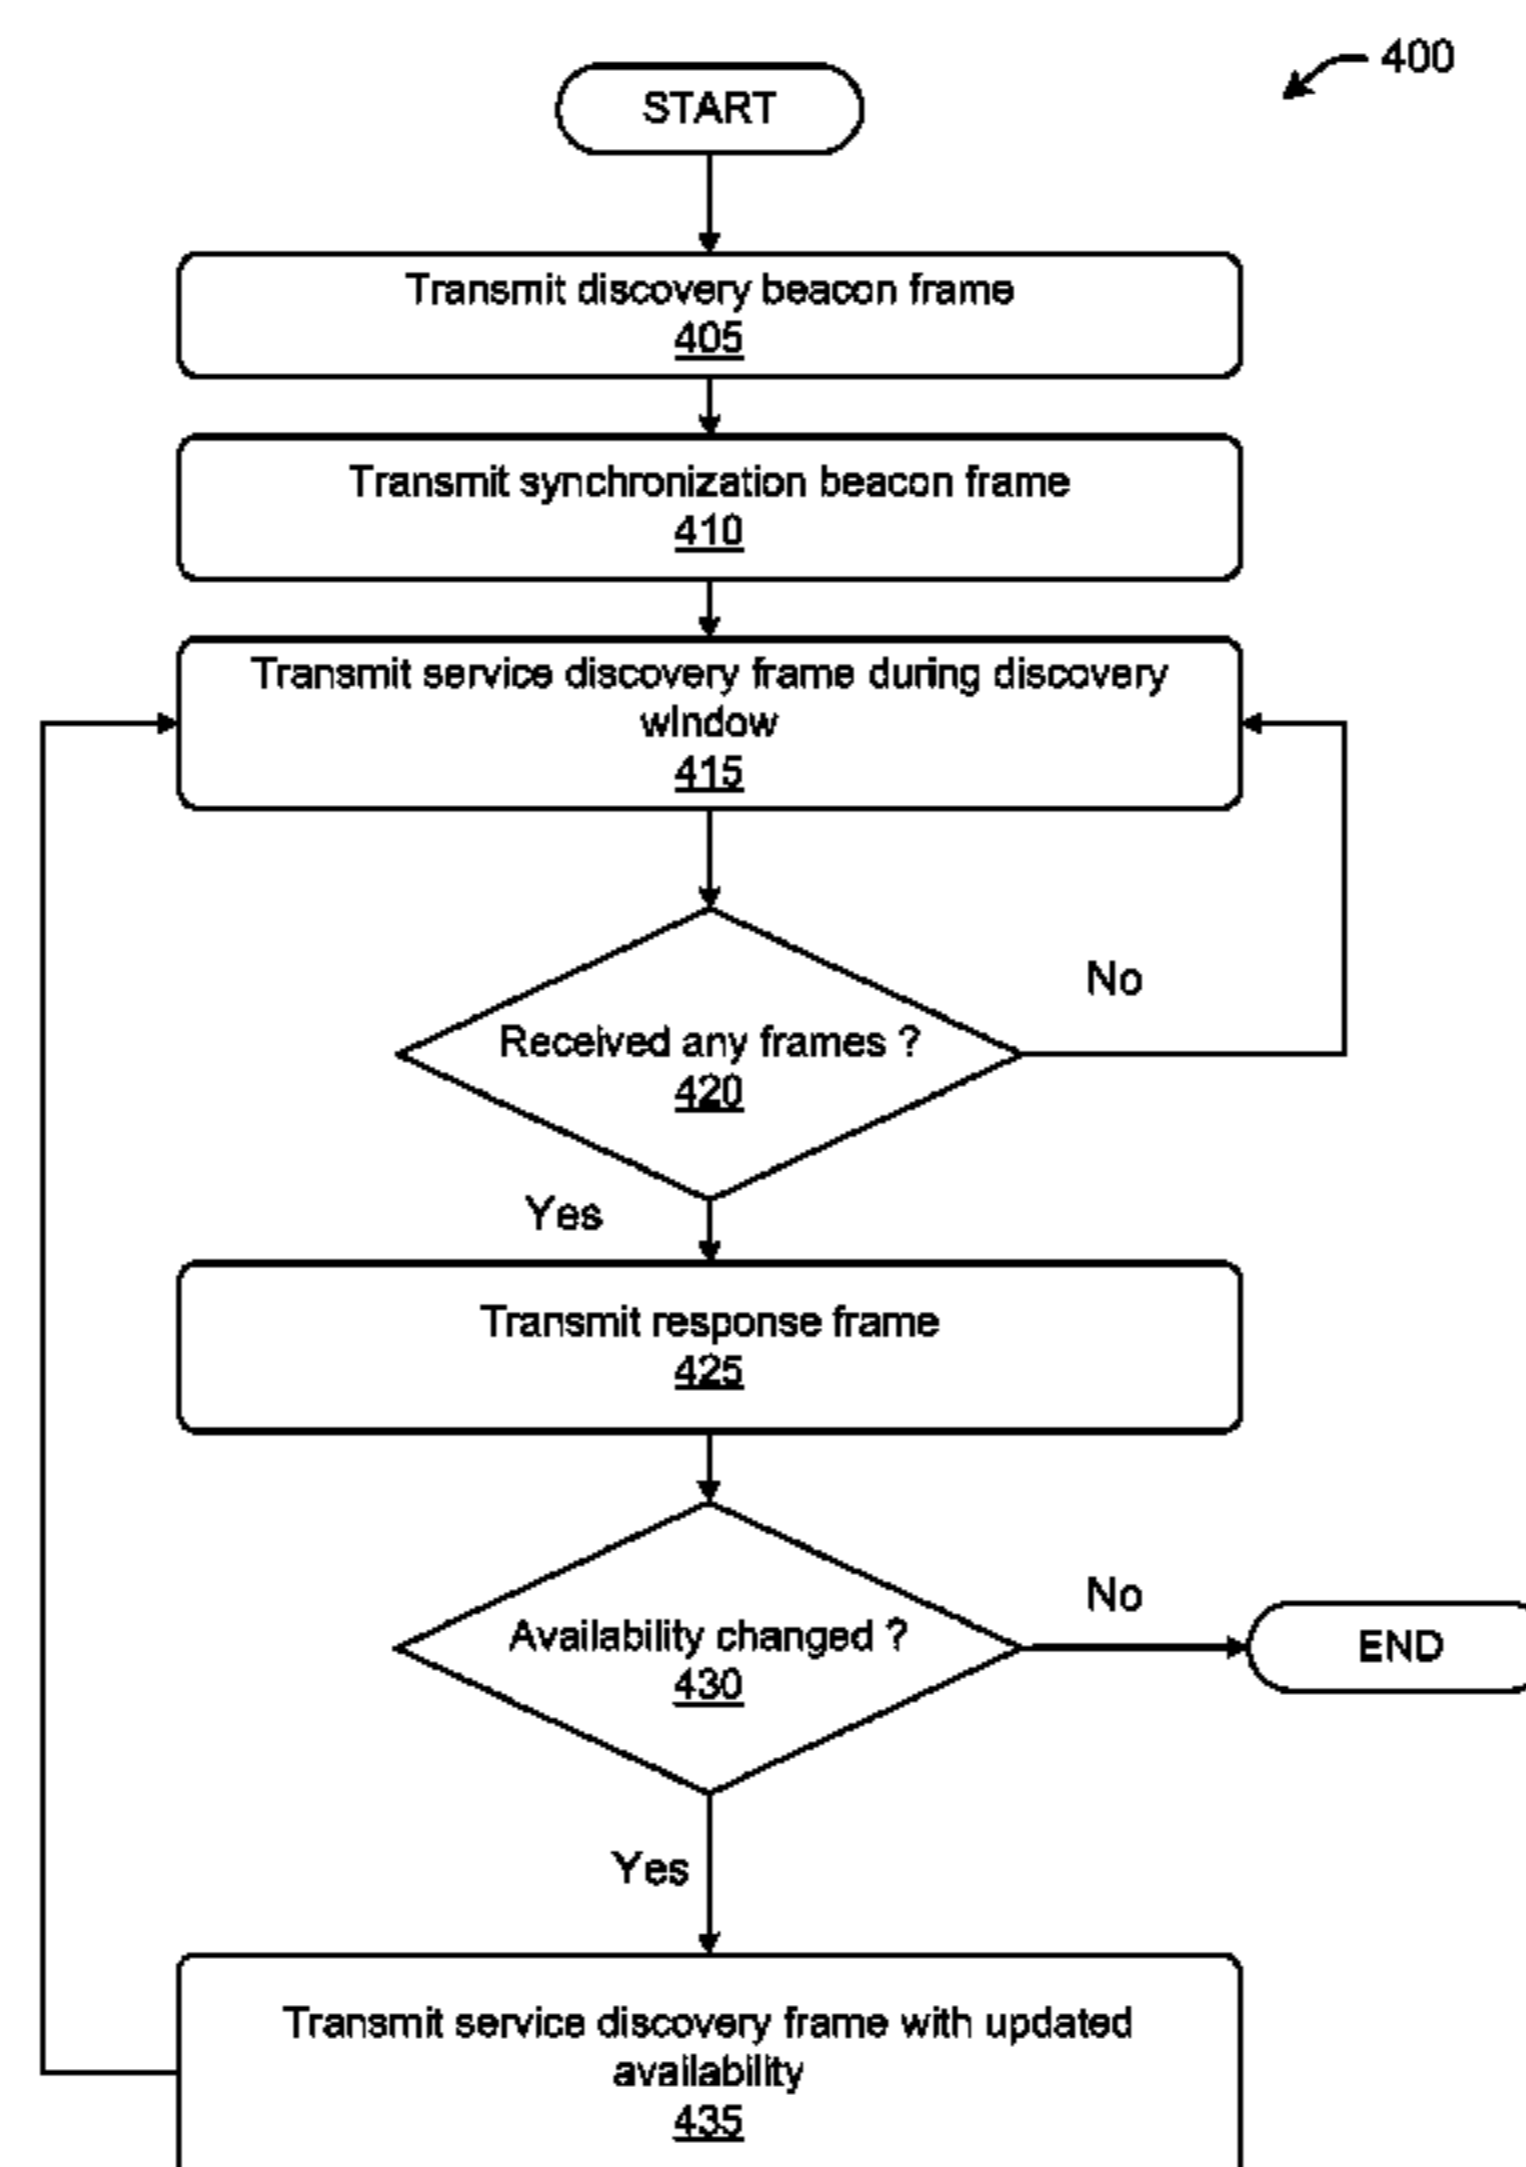 400
START
Transmit discovery beacon frame
405
Transmit synchronization beacon frame
410
Transmit service discovery frame during discovery
window
415
No
Received any frames ?
420
Yes
Transmit response frame
425
No
Availability changed ?
430
END
Yes
Transmit service discovery frame with updated
availability
435